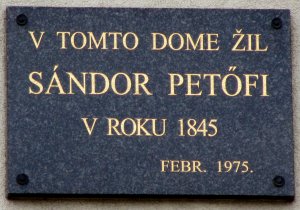 V TOMTO DOME ŽIL
SÁNDOR PETŐFI
V ROKU 1845
FEBR. 1975.